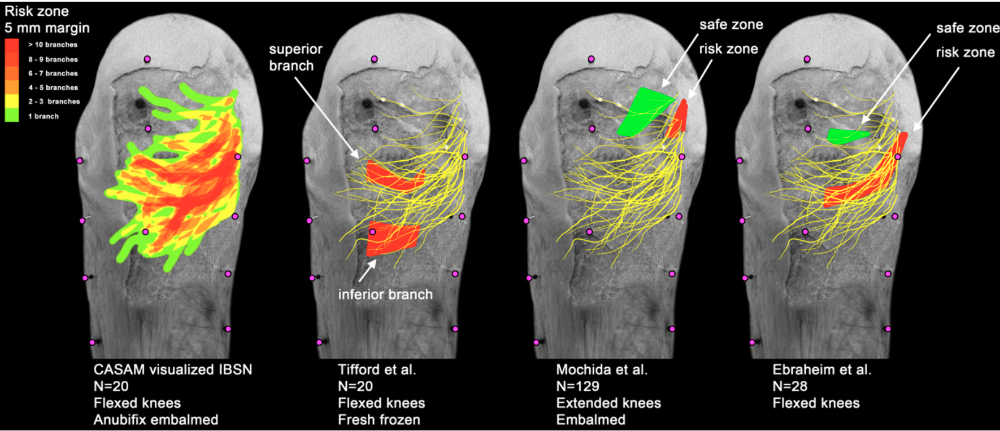 Risk zone
5 mm margin
> 10 branches
8 - 9 branches
6 - 7 branches
4 - 5 branches
2 - 3 branches
1 branch
superior
branch
inferior branch
safe zone
risk zone
safe zone
risk zone
CASAM visualized IBSN
N=20
Flexed knees
Anubifix embalmed
Tifford et al.
N=20
Flexed knees
Fresh frozen
Mochida et al.
N=129
Extended knees
Embalmed
Ebraheim et al.
N=28
Flexed knees